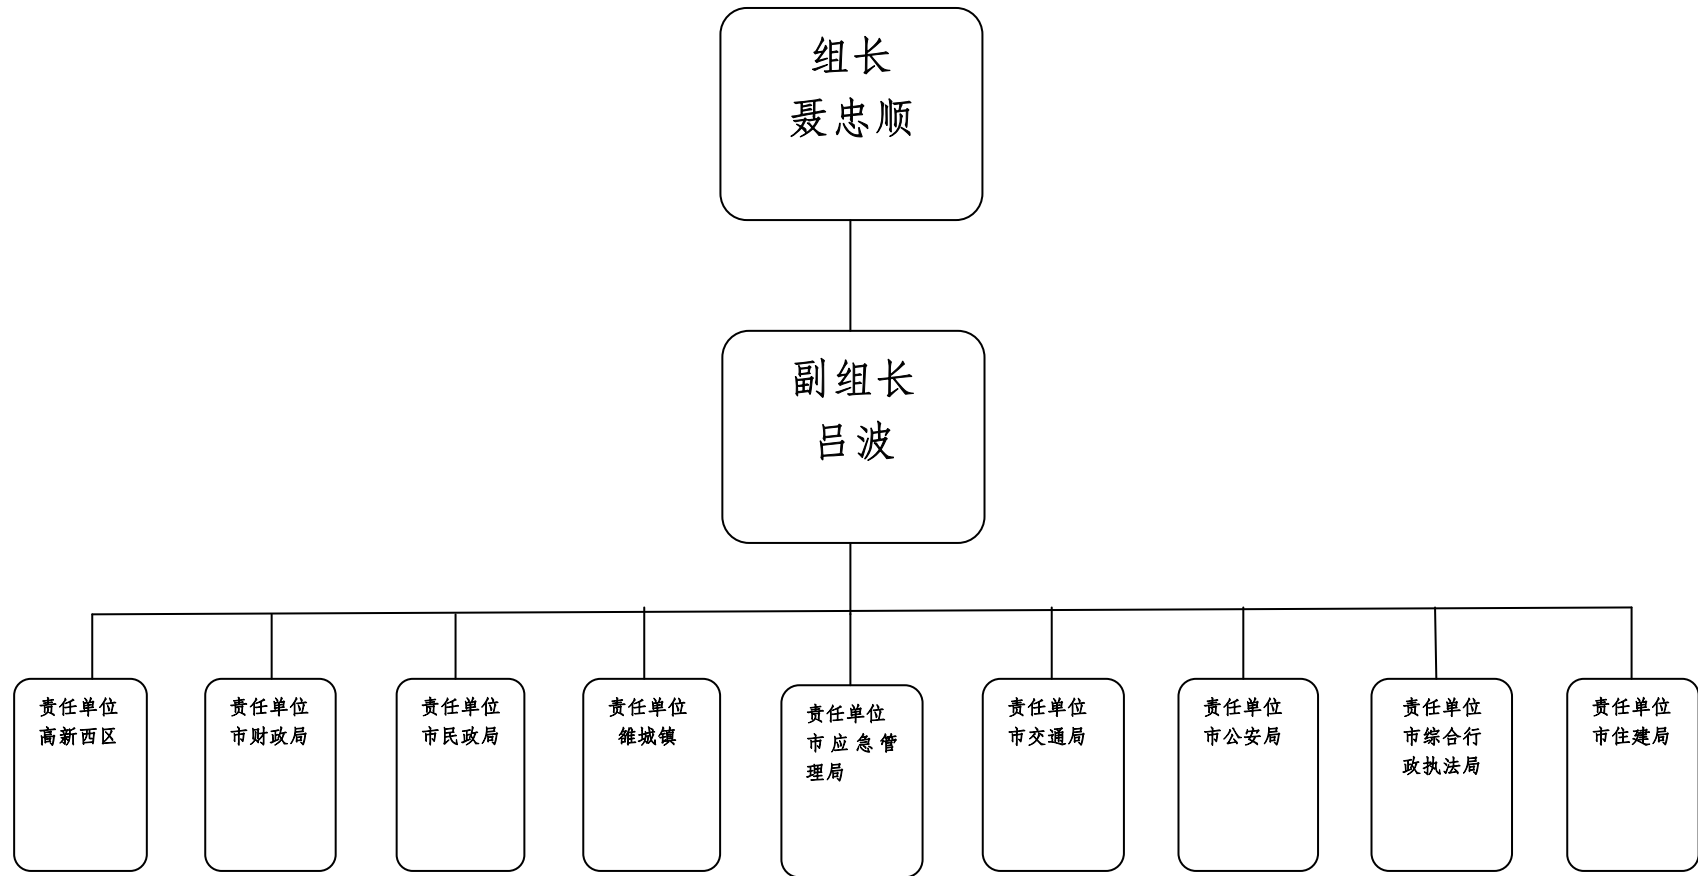 组长
聂忠顺
副组长
吕波
责任单位
高新西区
责任单位
市财政局
责任单位
市民政局
责任单位
雒城镇
责任单位
市应急管
理局
责任单位
市交通局
责任单位
市公安局
责任单位
市综合行
政执法局
责任单位
市住建局